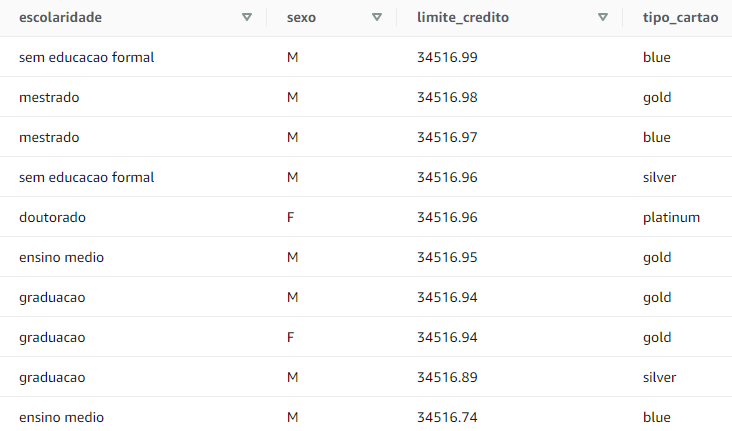 escolaridade sexo limite_credito tipo_cartao
sem educacao formal M 34516.99 blue
mestrado M 34516.98 gold
mestrado M 34516.97 blue
sem educacao formal M 34516.96 silver
doutorado F 34516.96 platinum
ensino medio M 34516.95 gold
graduacao M 34516.94 gold
graduacao F 34516.94 gold
graduacao M 34516.89 silver
ensino medio M 34516.74 blue